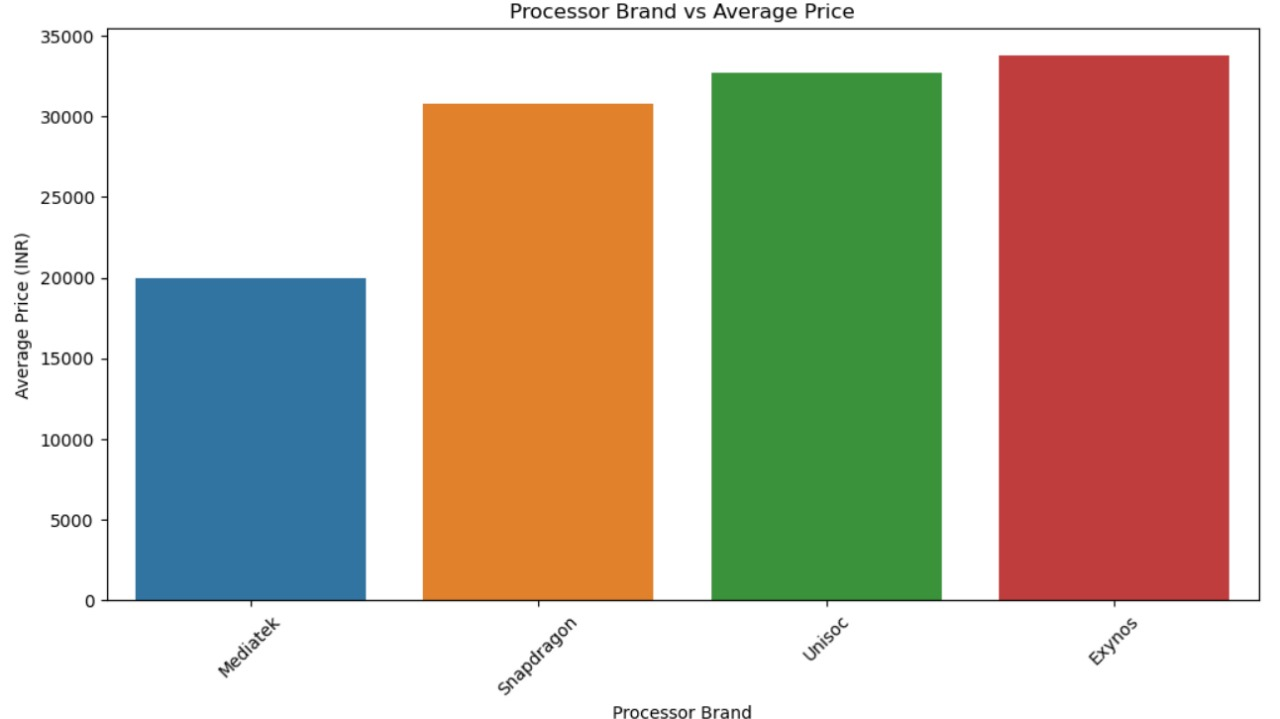 Processor Brand vs Average Price
35000
30000
25000
20000
15000
10000
5000
0
Average Price (INR)
Mediatek
Snapdragon
Unisoc
Exynos
Processor Brand